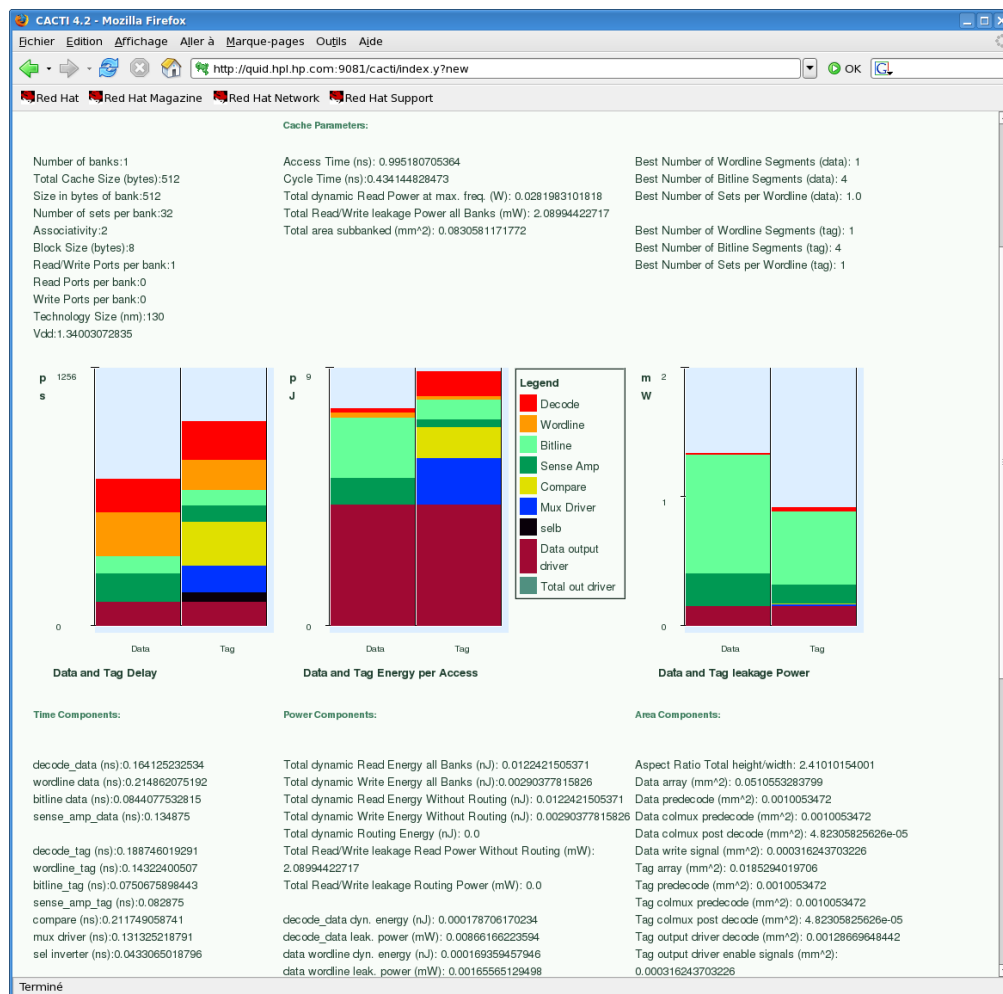 CACTI 4.2 - Mozilla Firefox
Fichier Edition Affichage Aller à Marque-pages Outils Aide
http://quid.hpl.hp.com:9081/cacti/index.y?new OK
Red Hat Red Hat Magazine Red Hat Network Red Hat Support
Cache Parameters:
Number of banks:1
Total Cache Size (bytes):512
Size in bytes of bank:512
Number of sets per bank:32
Associativity:2
Block Size (bytes):8
Read/Write Ports per bank:1
Read Ports per bank:0
Write Ports per bank:0
Technology Size (nm):130
Vdd:1.34003072835
Access Time (ns): 0.995180705364
Cycle Time (ns):0.434144828473
Total dynamic Read Power at max. freq. (W): 0.0281983101818
Total Read/Write leakage Power all Banks (mW): 2.08994422717
Total area subbanked (mm^2): 0.0830581171772
Best Number of Wordline Segments (data): 1
Best Number of Bitline Segments (data): 4
Best Number of Sets per Wordline (data): 1.0
Best Number of Wordline Segments (tag): 1
Best Number of Bitline Segments (tag): 4
Best Number of Sets per Wordline (tag): 1
p 1256
s
0
Data Tag
Data and Tag Delay
p 9
J
0
Data Tag
Data and Tag Energy per Access
Legend
Decode
Wordline
Bitline
Sense Amp
Compare
Mux Driver
selb
Data output
driver
Total out driver
m 2
W
1
0
Data Tag
Data and Tag leakage Power
Time Components:
decode_data (ns):0.164125232534
wordline data (ns):0.214862075192
bitline data (ns):0.0844077532815
sense_amp_data (ns):0.134875
decode_tag (ns):0.188746019291
wordline_tag (ns):0.14322400507
bitline_tag (ns):0.0750675898443
sense_amp_tag (ns):0.082875
compare (ns):0.211749058741
mux driver (ns):0.131325218791
sel inverter (ns):0.0433065018796
Power Components:
Total dynamic Read Energy all Banks (nJ): 0.0122421505371
Total dynamic Write Energy all Banks (nJ): 0.00290377815826
Total dynamic Read Energy Without Routing (nJ): 0.0122421505371
Total dynamic Write Energy Without Routing (nJ): 0.00290377815826
Total dynamic Routing Energy (nJ): 0.0
Total Read/Write leakage Read Power Without Routing (mW):
2.08994422717
Total Read/Write leakage Routing Power (mW): 0.0
decode_data dyn. energy (nJ): 0.000178706170234
decode_data leak. power (mW): 0.00866166223594
data wordline dyn. energy (nJ): 0.000169359457946
data wordline leak. power (mW): 0.00165565129498
Area Components:
Aspect Ratio Total height/width: 2.41010154001
Data array (mm^2): 0.0510553283799
Data predecode (mm^2): 0.0010053472
Data colmux predecode (mm^2): 0.0010053472
Data colmux post decode (mm^2): 4.82305825626e-05
Data write signal (mm^2): 0.000316243703226
Tag array (mm^2): 0.0185294019706
Tag predecode (mm^2): 0.0010053472
Tag colmux predecode (mm^2): 0.0010053472
Tag colmux post decode (mm^2): 4.82305825626e-05
Tag output driver decode (mm^2): 0.00128669648442
Tag output driver enable signals (mm^2):
0.000316243703226
Terminé